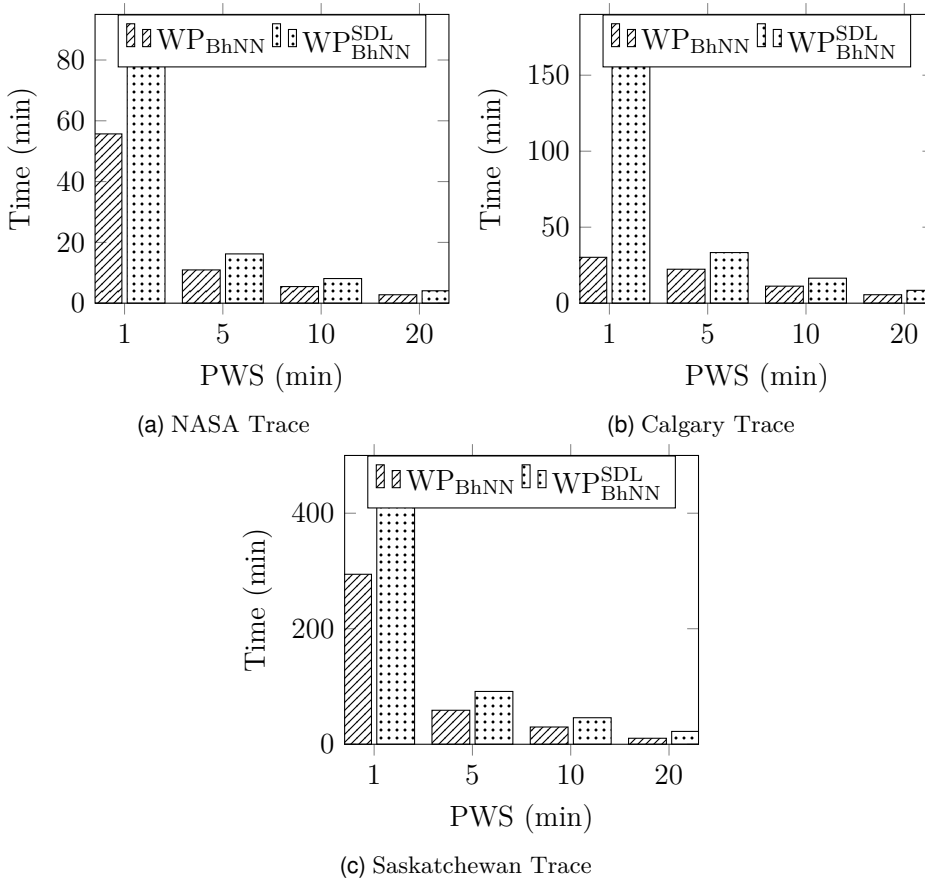 WP_BhNN WP^SDL_BhNN
80
60
40
20
0
Time (min)
1 5 10 20
PWS (min)
(a) NASA Trace
WP_BhNN WP^SDL_BhNN
150
100
50
0
Time (min)
1 5 10 20
PWS (min)
(b) Calgary Trace
WP_BhNN WP^SDL_BhNN
400
200
0
Time (min)
1 5 10 20
PWS (min)
(c) Saskatchewan Trace